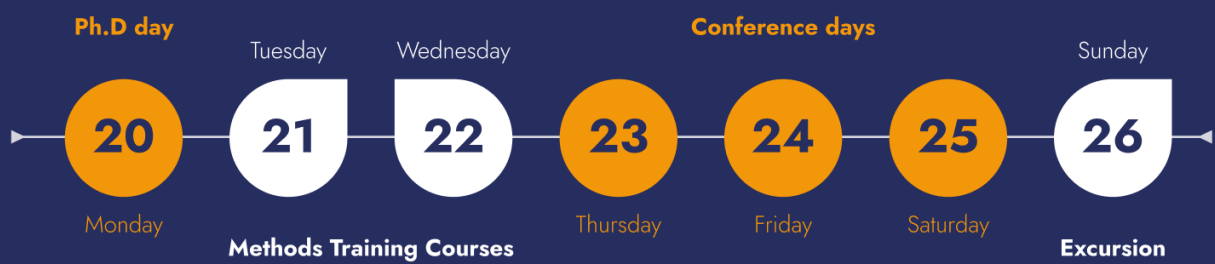 Ph.D day
Conference days
Tuesday
Wednesday
Sunday
20
21
22
23
24
25
26
Monday
Thursday
Friday
Saturday
Methods Training Courses
Excursion